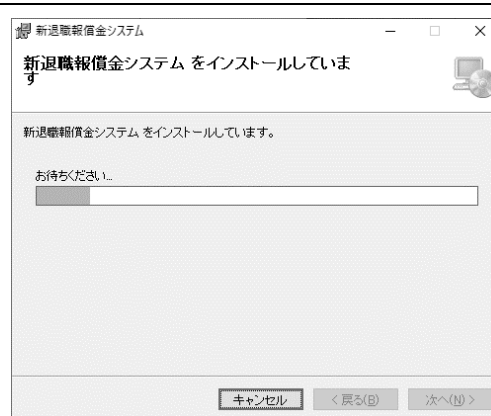 新退職報償金システム
新退職報償金システム をインストールしていま
す
新退職報償金システム をインストールしています。
お待ちください...
キャンセル
< 戻る(B)
次へ(N) >